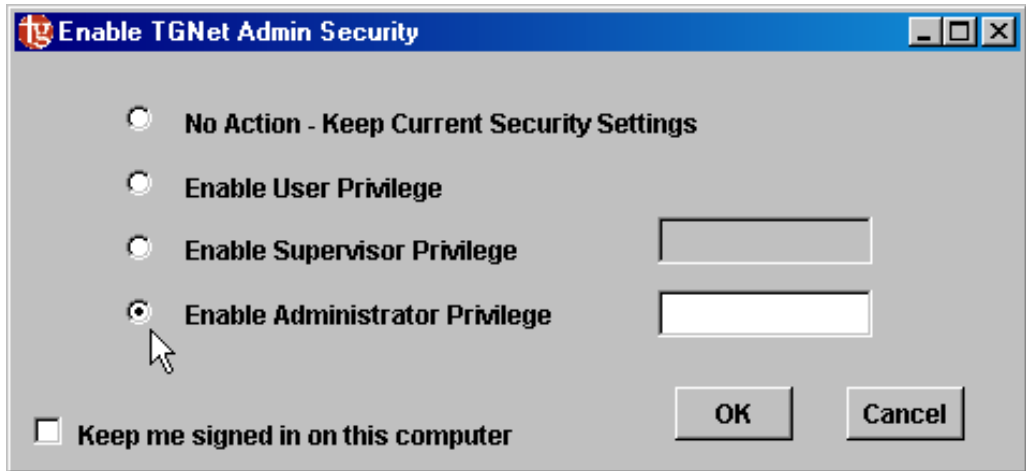 tg Enable TGNet Admin Security
No Action - Keep Current Security Settings
Enable User Privilege
Enable Supervisor Privilege
Enable Administrator Privilege
OK Cancel
Keep me signed in on this computer